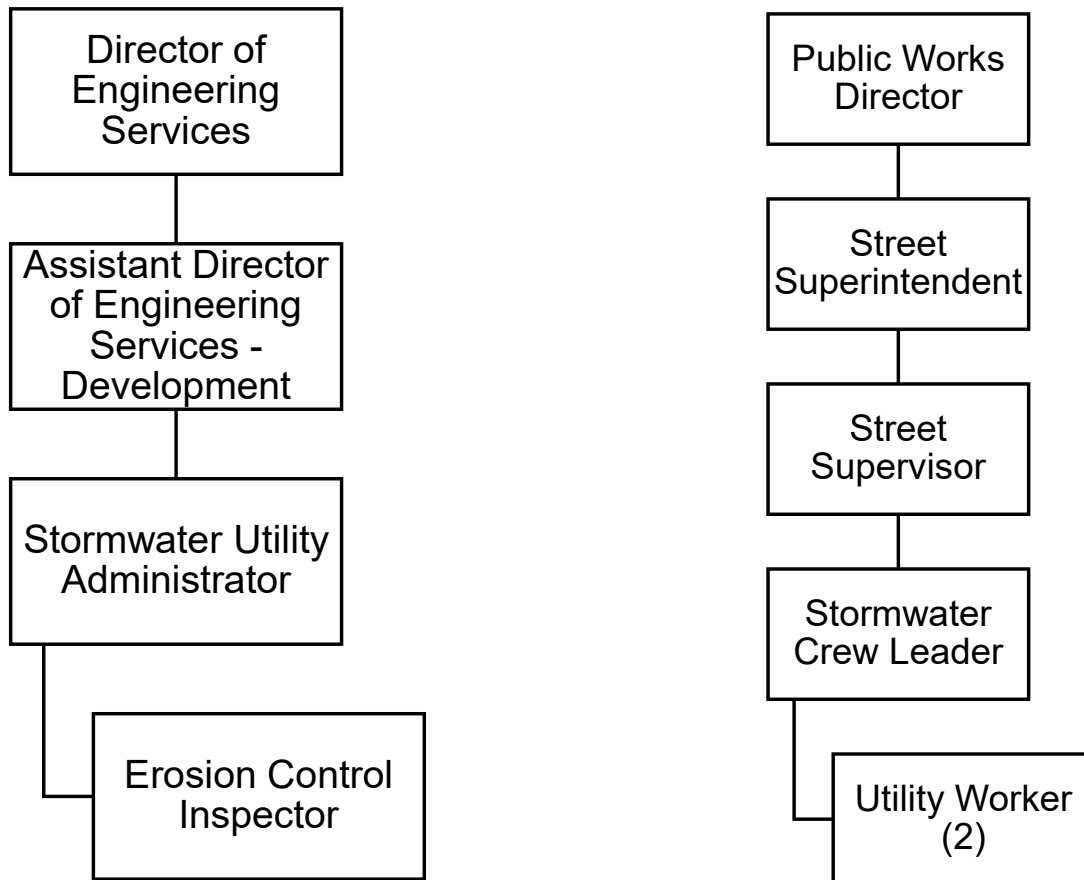 Director of
Engineering
Services
Assistant Director
of Engineering
Services -
Development
Stormwater Utility
Administrator
Erosion Control
Inspector
Public Works
Director
Street
Superintendent
Street
Supervisor
Stormwater
Crew Leader
Utility Worker
(2)